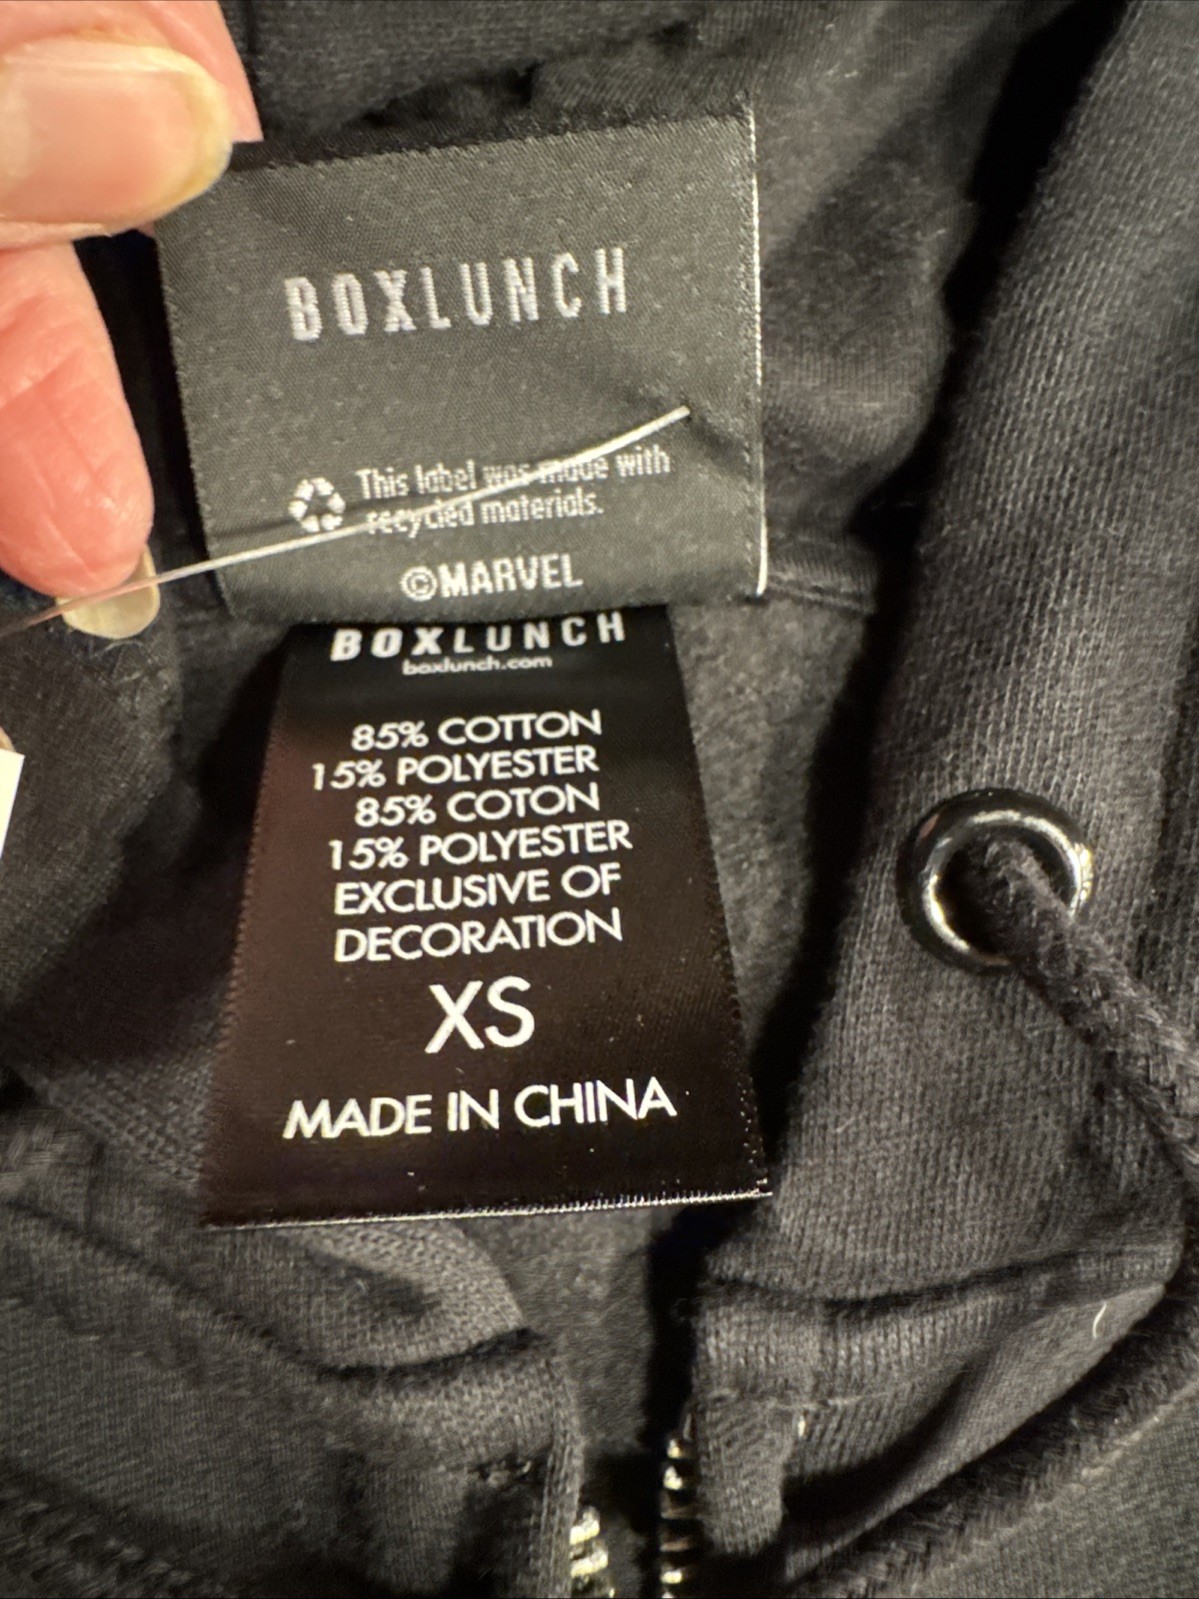 BOXLUNCH
This label was made with
recycled materials.
©MARVEL
BOXLUNCH
boxlunch.com
85% COTTON
15% POLYESTER
85% COTON
15% POLYESTER
EXCLUSIVE OF
DECORATION
XS
MADE IN CHINA